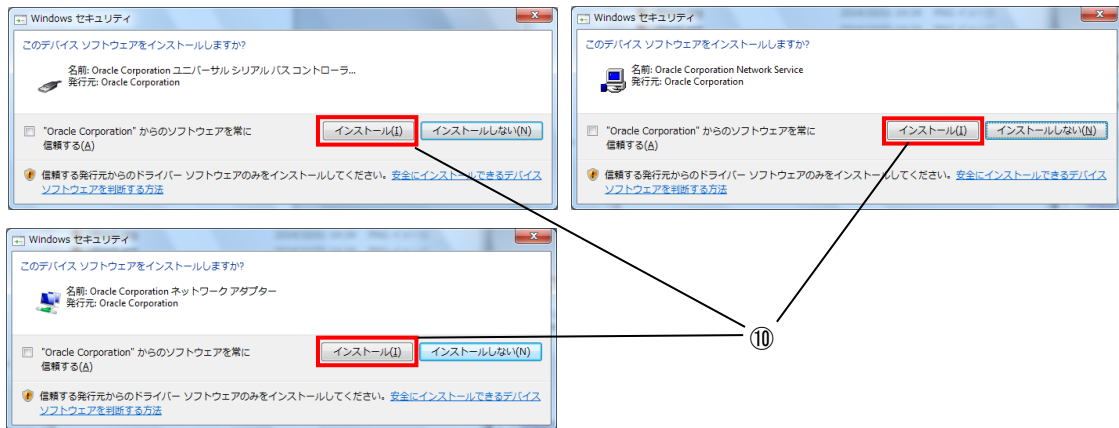 Windows セキュリティ
このデバイス ソフトウェアをインストールしますか?
名前: Oracle Corporation ユニバーサル シリアル バス コントローラ...
発行元: Oracle Corporation
"Oracle Corporation" からのソフトウェアを常に
信頼する(A)
インストール(I)
インストールしない(N)
信頼する発行元からのドライバー ソフトウェアのみをインストールしてください。安全にインストールできるデバイス
ソフトウェアを判断する方法
Windows セキュリティ
このデバイス ソフトウェアをインストールしますか?
名前: Oracle Corporation Network Service
発行元: Oracle Corporation
"Oracle Corporation" からのソフトウェアを常に
信頼する(A)
インストール(I)
インストールしない(N)
信頼する発行元からのドライバー ソフトウェアのみをインストールしてください。安全にインストールできるデバイス
ソフトウェアを判断する方法
Windows セキュリティ
このデバイス ソフトウェアをインストールしますか?
名前: Oracle Corporation ネットワーク アダプター
発行元: Oracle Corporation
"Oracle Corporation" からのソフトウェアを常に
信頼する(A)
インストール(I)
インストールしない(N)
信頼する発行元からのドライバー ソフトウェアのみをインストールしてください。安全にインストールできるデバイス
ソフトウェアを判断する方法
⑩